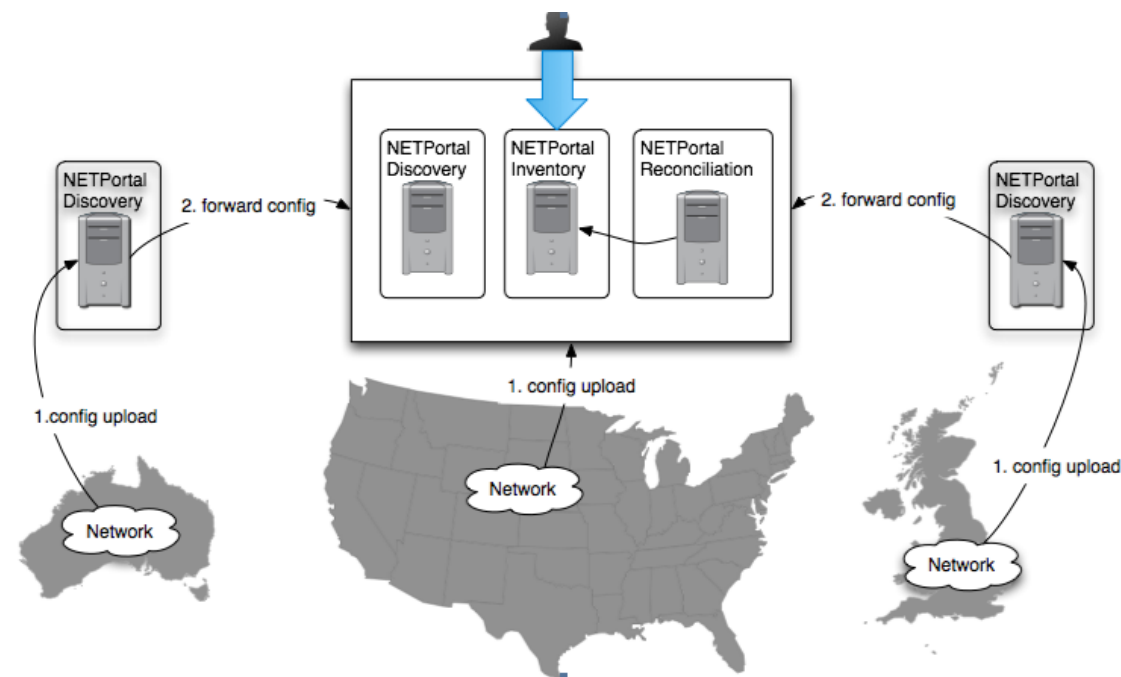 NETPortal
Discovery
NETPortal
Inventory
NETPortal
Reconciliation
NETPortal
Discovery
2. forward config
NETPortal
Discovery
2. forward config
1. config upload
1.config upload
1. config upload
Network
Network
Network